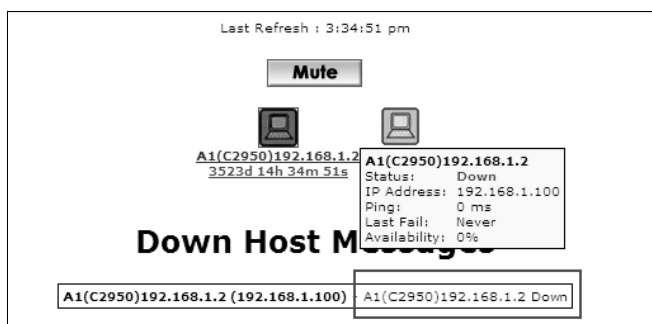 Last Refresh : 3:34:51 pm
Mute
A1(C2950)192.168.1.2
3523d 14h 34m 51s
A1(C2950)192.168.1.2
Status: Down
IP Address: 192.168.1.100
Ping: 0 ms
Last Fail: Never
Availability: 0%
Down Host Messages
A1(C2950)192.168.1.2 (192.168.1.100) - A1(C2950)192.168.1.2 Down